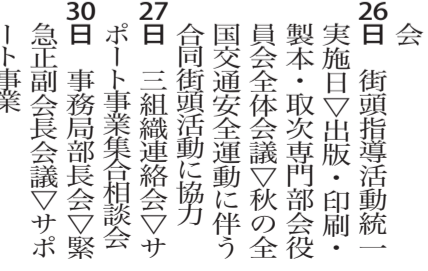 会
26日 街頭指導活動統一
実施日▽出版・印刷・
製本・取次専門部会役
員会全体会議▽秋の全
国交通安全運動に伴う
合同街頭活動に協力
27日 三組織連絡会▽サ
ポート事業集合相談会
30日 事務局部長会▽緊
急正副会長会議▽サポ
ート事業